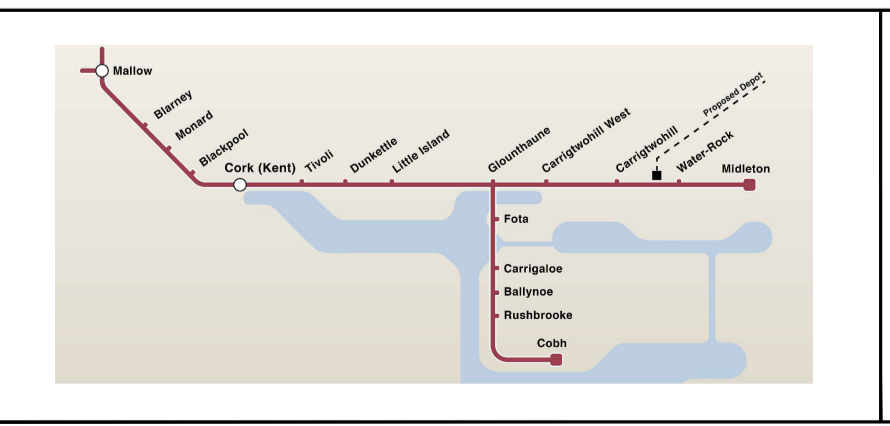 Mallow
Blarney
Monard
Blackpool
Cork (Kent)
Tivoli
Dunkettle
Little Island
Glounthaune
Carrigtwohill West
Carrigtwohill
Proposed Depot
Water-Rock
Midleton
Fota
Carrigaloe
Ballynoe
Rushbrooke
Cobh